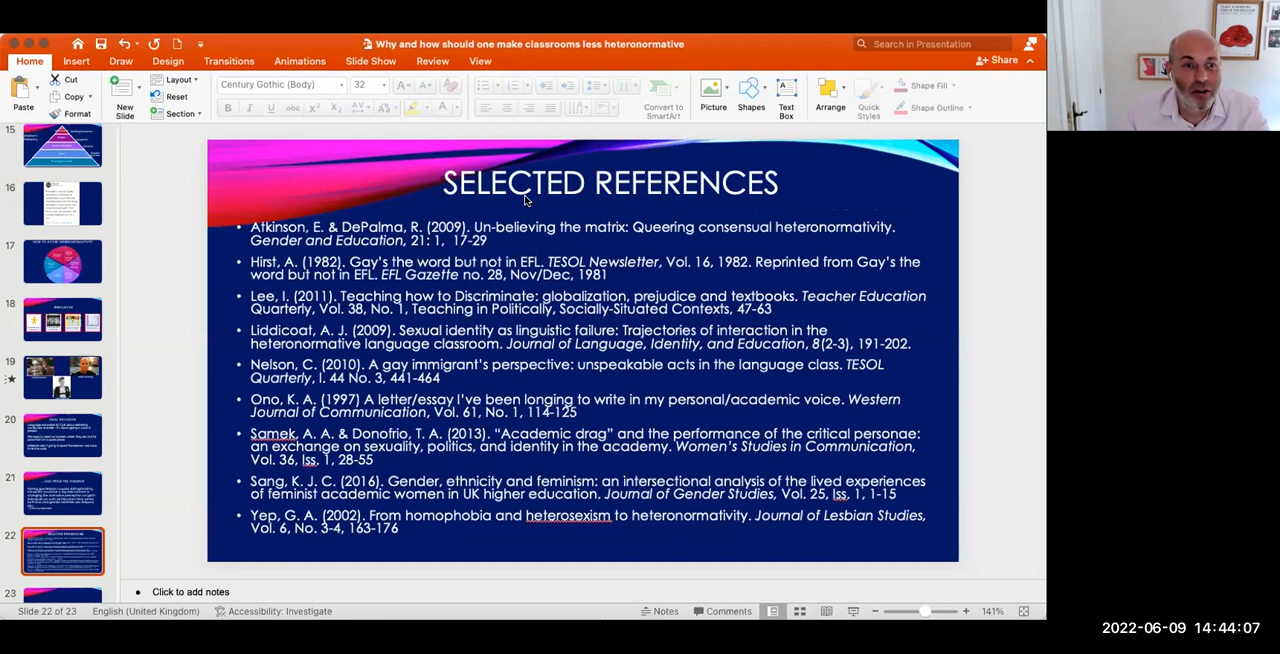 Why and how should one make classrooms less heteronormative
Search in Presentation
Home
Insert
Draw
Design
Transitions
Animations
Slide Show
Review
View
Share
Paste
Cut
Copy
Format
New
Slide
Layout
Reset
Section
Century Gothic (Body)
32
Convert to
SmartArt
Picture
Shapes
Text
Box
Arrange
Quick
Styles
Shape Fill
Shape Outline
15
16
17
18
19
20
21
22
23
SELECTED REFERENCES
• Atkinson, E. & DePalma, R. (2009). Un-believing the matrix: Queering consensual heteronormativity.
Gender and Education, 21: 1, 17-29
• Hirst, A. (1982). Gay's the word but not in EFL. TESOL Newsletter, Vol. 16, 1982. Reprinted from Gay's the
word but not in EFL. EFL Gazette no. 28, Nov/Dec, 1981
• Lee, I. (2011). Teaching how to Discriminate: globalization, prejudice and textbooks. Teacher Education
Quarterly, Vol. 38, No. 1, Teaching in Politically, Socially-Situated Contexts, 47-63
• Liddicoat, A. J. (2009). Sexual identity as linguistic failure: Trajectories of interaction in the
heteronormative language classroom. Journal of Language, Identity, and Education, 8(2-3), 191-202.
• Nelson, C. (2010). A gay immigrant's perspective: unspeakable acts in the language class. TESOL
Quarterly, l. 44 No. 3, 441-464
• Ono, K. A. (1997) A letter/essay I've been longing to write in my personal/academic voice. Western
Journal of Communication, Vol. 61, No. 1, 114-125
• Samek, A. A. & Donofrio, T. A. (2013). "Academic drag" and the performance of the critical personae:
an exchange on sexuality, politics, and identity in the academy. Women's Studies in Communication,
Vol. 36, Iss. 1, 28-55
• Sang, K. J. C. (2016). Gender, ethnicity and feminism: an intersectional analysis of the lived experiences
of feminist academic women in UK higher education. Journal of Gender Studies, Vol. 25, Iss. 1, 1-15
• Yep, G. A. (2002). From homophobia and heterosexism to heteronormativity. Journal of Lesbian Studies,
Vol. 6, No. 3-4, 163-176
• Click to add notes
Slide 22 of 23
English (United Kingdom)
Accessibility: Investigate
Notes
Comments
141%
2022-06-09 14:44:07